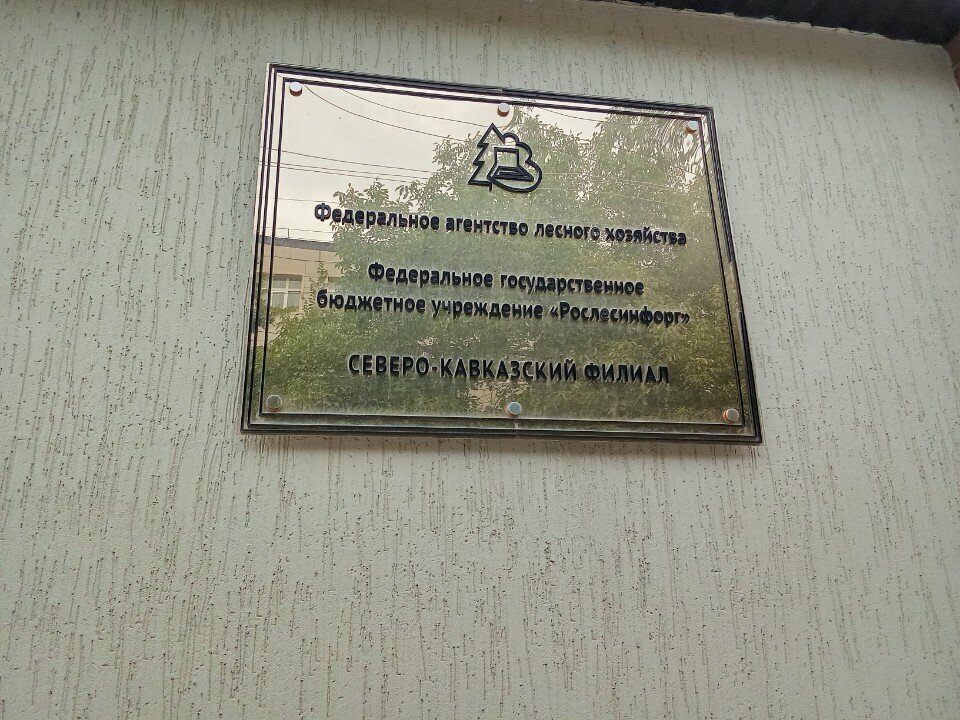 Федеральное агентство лесного хозяйства
Федеральное государственное
бюджетное учреждение «Рослесинфорг»
СЕВЕРО-КАВКАЗСКИЙ ФИЛИАЛ